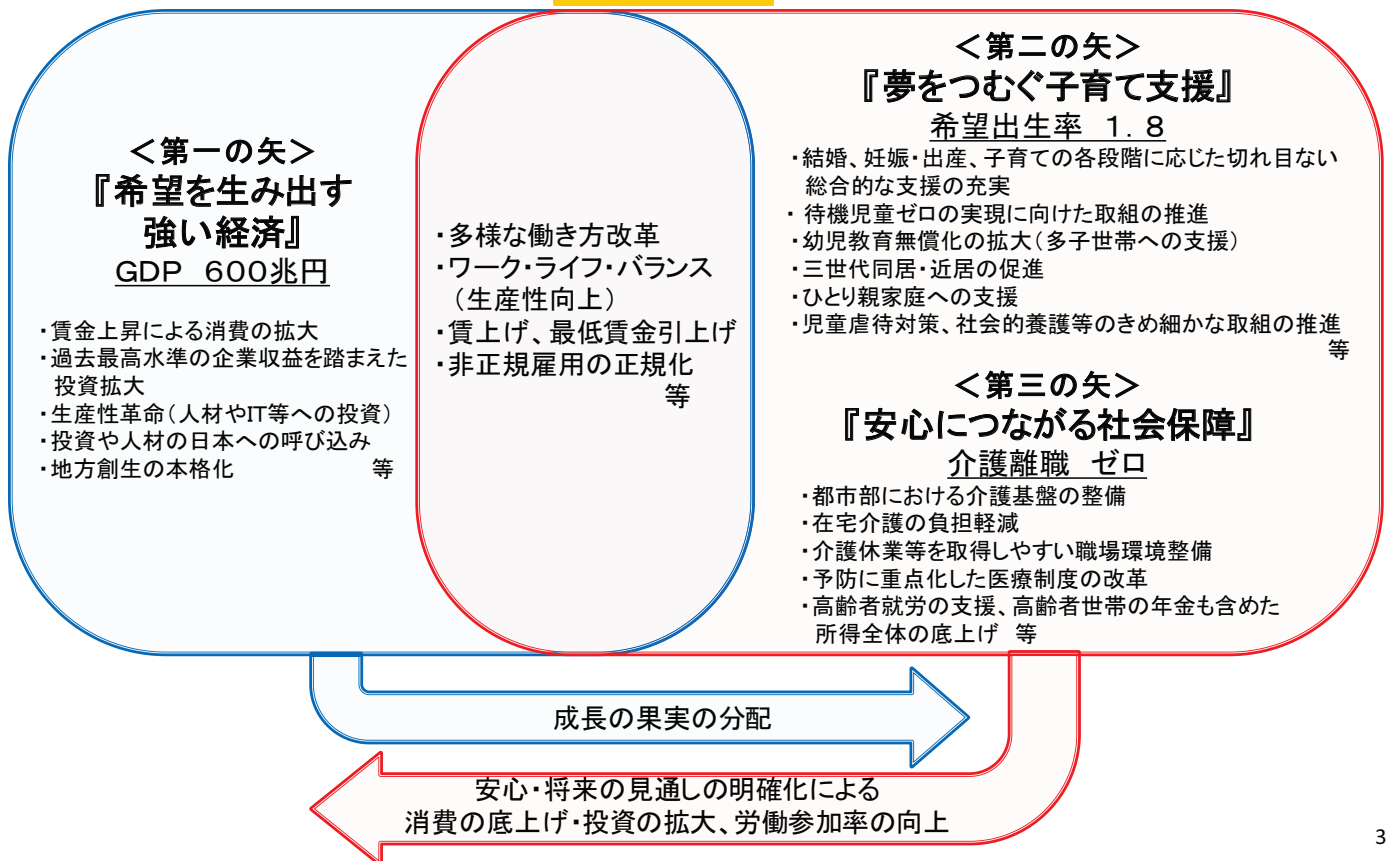 ＜第一の矢＞
『希望を生み出す
強い経済』
GDP 600兆円
・賃金上昇による消費の拡大
・過去最高水準の企業収益を踏まえた
投資拡大
・生産性革命（人材やIT等への投資）
・投資や人材の日本への呼び込み
・地方創生の本格化 等
・多様な働き方改革
・ワーク・ライフ・バランス
（生産性向上）
・賃上げ、最低賃金引上げ
・非正規雇用の正規化
等
＜第二の矢＞
『夢をつむぐ子育て支援』
希望出生率 １．８
・結婚、妊娠・出産、子育ての各段階に応じた切れ目ない
総合的な支援の充実
・ 待機児童ゼロの実現に向けた取組の推進
・幼児教育無償化の拡大（多子世帯への支援）
・三世代同居・近居の促進
・ひとり親家庭への支援
・児童虐待対策、社会的養護等のきめ細かな取組の推進
等
＜第三の矢＞
『安心につながる社会保障』
介護離職 ゼロ
・都市部における介護基盤の整備
・在宅介護の負担軽減
・介護休業等を取得しやすい職場環境整備
・予防に重点化した医療制度の改革
・高齢者就労の支援、高齢者世帯の年金も含めた
所得全体の底上げ 等
成長の果実の分配
安心・将来の見通しの明確化による
消費の底上げ・投資の拡大、労働参加率の向上
3